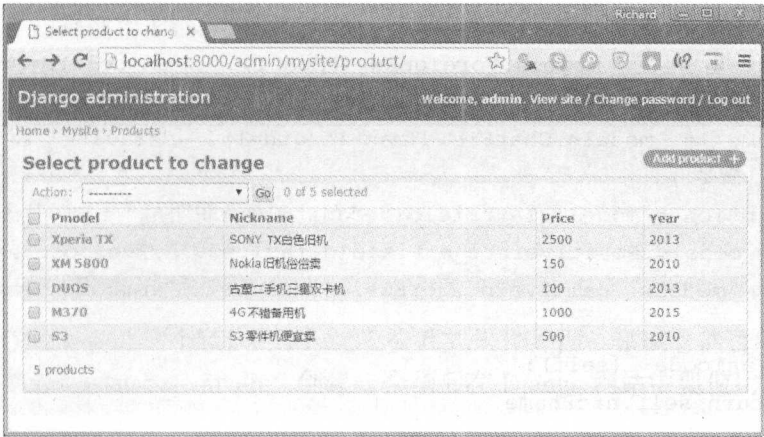 Richard
Select product to chang ×
localhost:8000/admin/mysite/product/
Django administration
Welcome, admin. View site / Change password / Log out
Home › Mysite › Products
Select product to change
Add product +
Action: --------- Go 0 of 5 selected
Pmodel Nickname Price Year
Xperia TX SONY TX白色旧机 2500 2013
XM 5800 Nokia旧机俗俗卖 150 2010
DUOS 古董二手机三星双卡机 100 2013
M370 4G不错备用机 1000 2015
S3 S3零件机便宜卖 500 2010
5 products